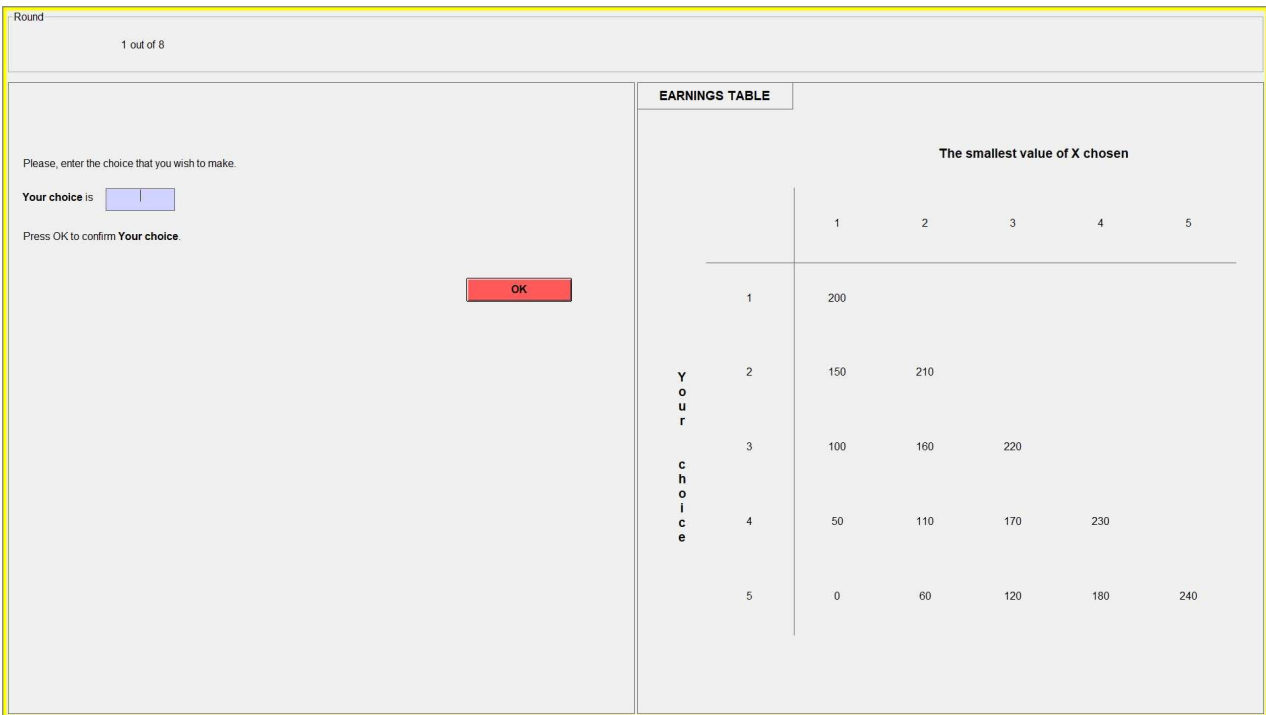 Round
1 out of 8
Please, enter the choice that you wish to make.
Your choice is
Press OK to confirm Your choice.
OK
EARNINGS TABLE
The smallest value of X chosen
1 2 3 4 5
Your choice
1 200
2 150 210
3 100 160 220
4 50 110 170 230
5 0 60 120 180 240